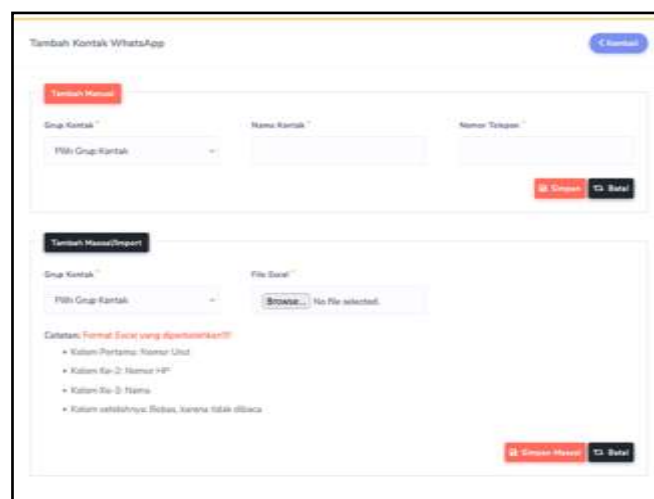 Tambah Kontak WhatsApp
Kembali
Tambah Manual
Grup Kontak * Nama Kontak * Nomor Telepon *
Pilih Grup Kontak
Simpan Batal
Tambah Massal/Import
Grup Kontak * File Excel *
Pilih Grup Kontak Browse... No file selected.
Catatan: Format Excel yang diperbolehkan!!!
• Kolom Pertama: Nomor Urut
• Kolom Ke-2: Nomor HP
• Kolom Ke-3: Nama
• Kolom setelahnya: Bebas, karena tidak dibaca
Simpan Massal Batal